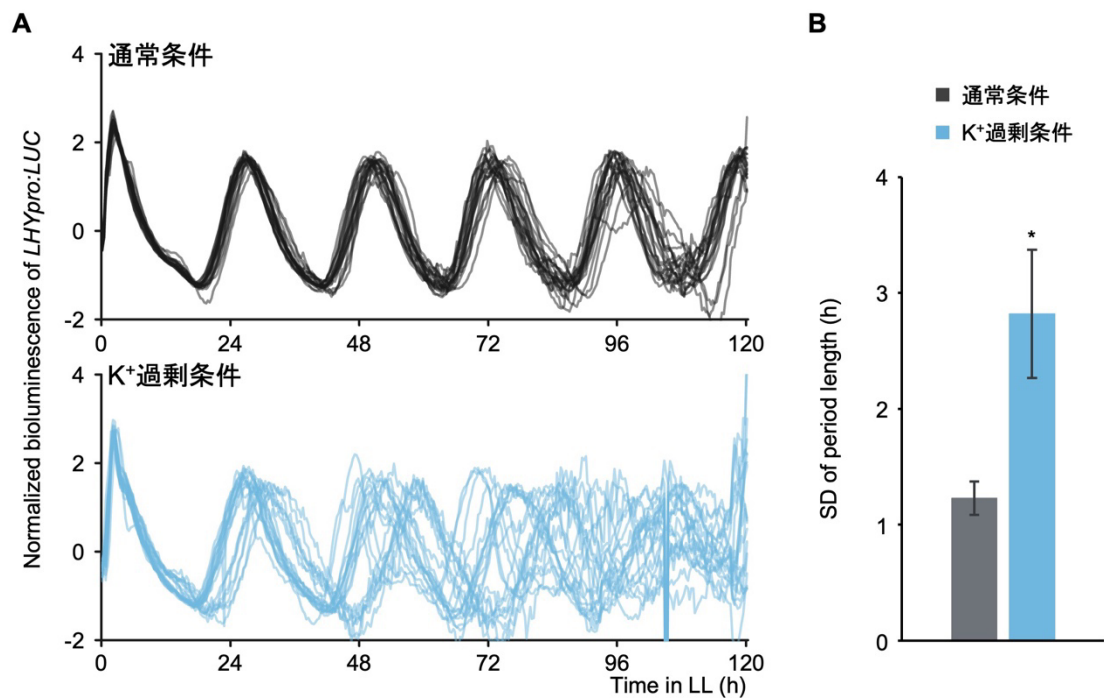 A
通常条件
Normalized bioluminescence of LHYpro:LUC
4
2
0
-2
0
24
48
72
96
120
K⁺過剰条件
4
2
0
-2
0
24
48
72
96
120
Time in LL (h)
B
通常条件
K⁺過剰条件
SD of period length (h)
4
3
2
1
0
*